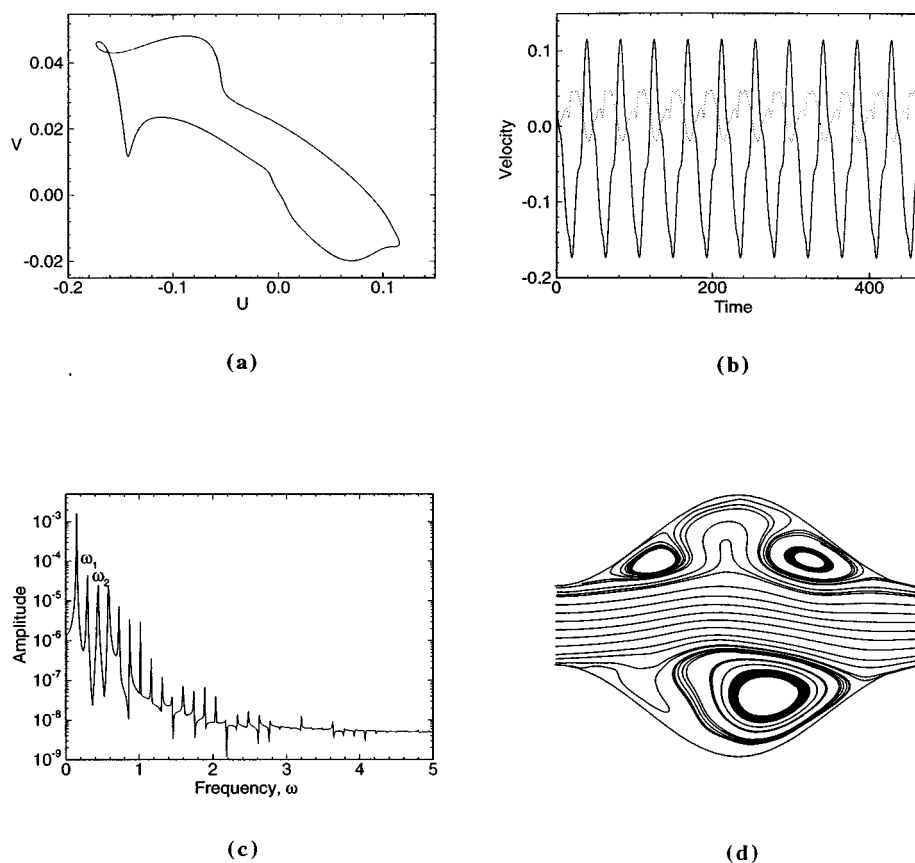 0.04
0.02
V
0.00
-0.02
-0.2
-0.1
0.0
0.1
U
(a)
0.1
0.0
Velocity
-0.1
-0.2
0
200
400
Time
(b)
10⁻³
10⁻⁴
ω₁
ω₂
10⁻⁵
Amplitude
10⁻⁶
10⁻⁷
10⁻⁸
10⁻⁹
0
1
2
3
4
5
Frequency, ω
(c)
(d)